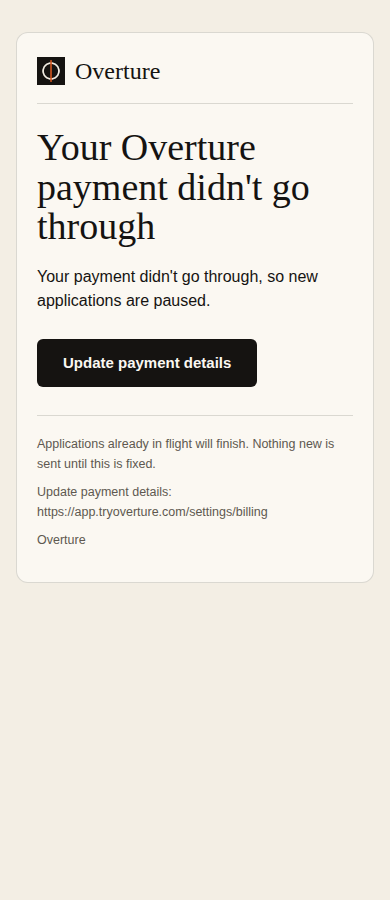 Overture
Your Overture
payment didn't go
through
Your payment didn't go through, so new
applications are paused.
Update payment details
Applications already in flight will finish. Nothing new is
sent until this is fixed.
Update payment details:
https://app.tryoverture.com/settings/billing
Overture